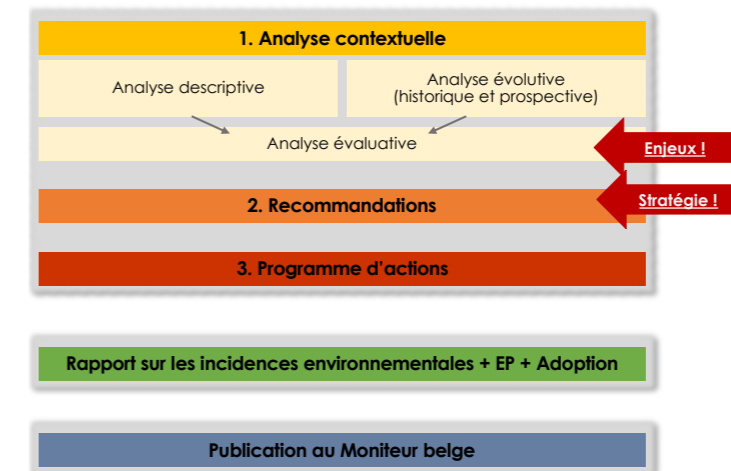 1. Analyse contextuelle
Analyse descriptive
Analyse évolutive
(historique et prospective)
Analyse évaluative
Enjeux !
2. Recommandations
Stratégie !
3. Programme d'actions
Rapport sur les incidences environnementales + EP + Adoption
Publication au Moniteur belge